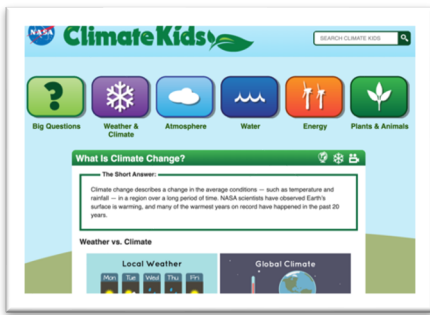 NASA
ClimateKids
SEARCH CLIMATE KIDS
?
Big Questions
Weather &
Climate
Atmosphere
Water
Energy
Plants & Animals
What Is Climate Change?
The Short Answer:
Climate change describes a change in the average conditions — such as temperature and
rainfall — in a region over a long period of time. NASA scientists have observed Earth's
surface is warming, and many of the warmest years on record have happened in the past 20
years.
Weather vs. Climate
Local Weather
Global Climate
Mon Tue Wed Thu Fri